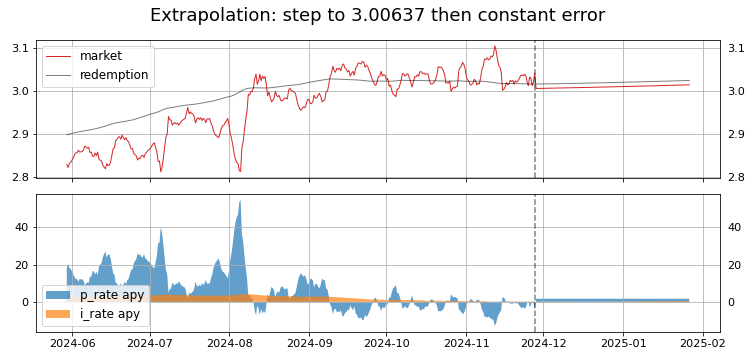 Extrapolation: step to 3.00637 then constant error
3.1 3.1
market
redemption
3.0 3.0
2.9 2.9
2.8 2.8
40 40
20 20
p_rate apy
0 0
i_rate apy
2024-06 2024-07 2024-08 2024-09 2024-10 2024-11 2024-12 2025-01 2025-02